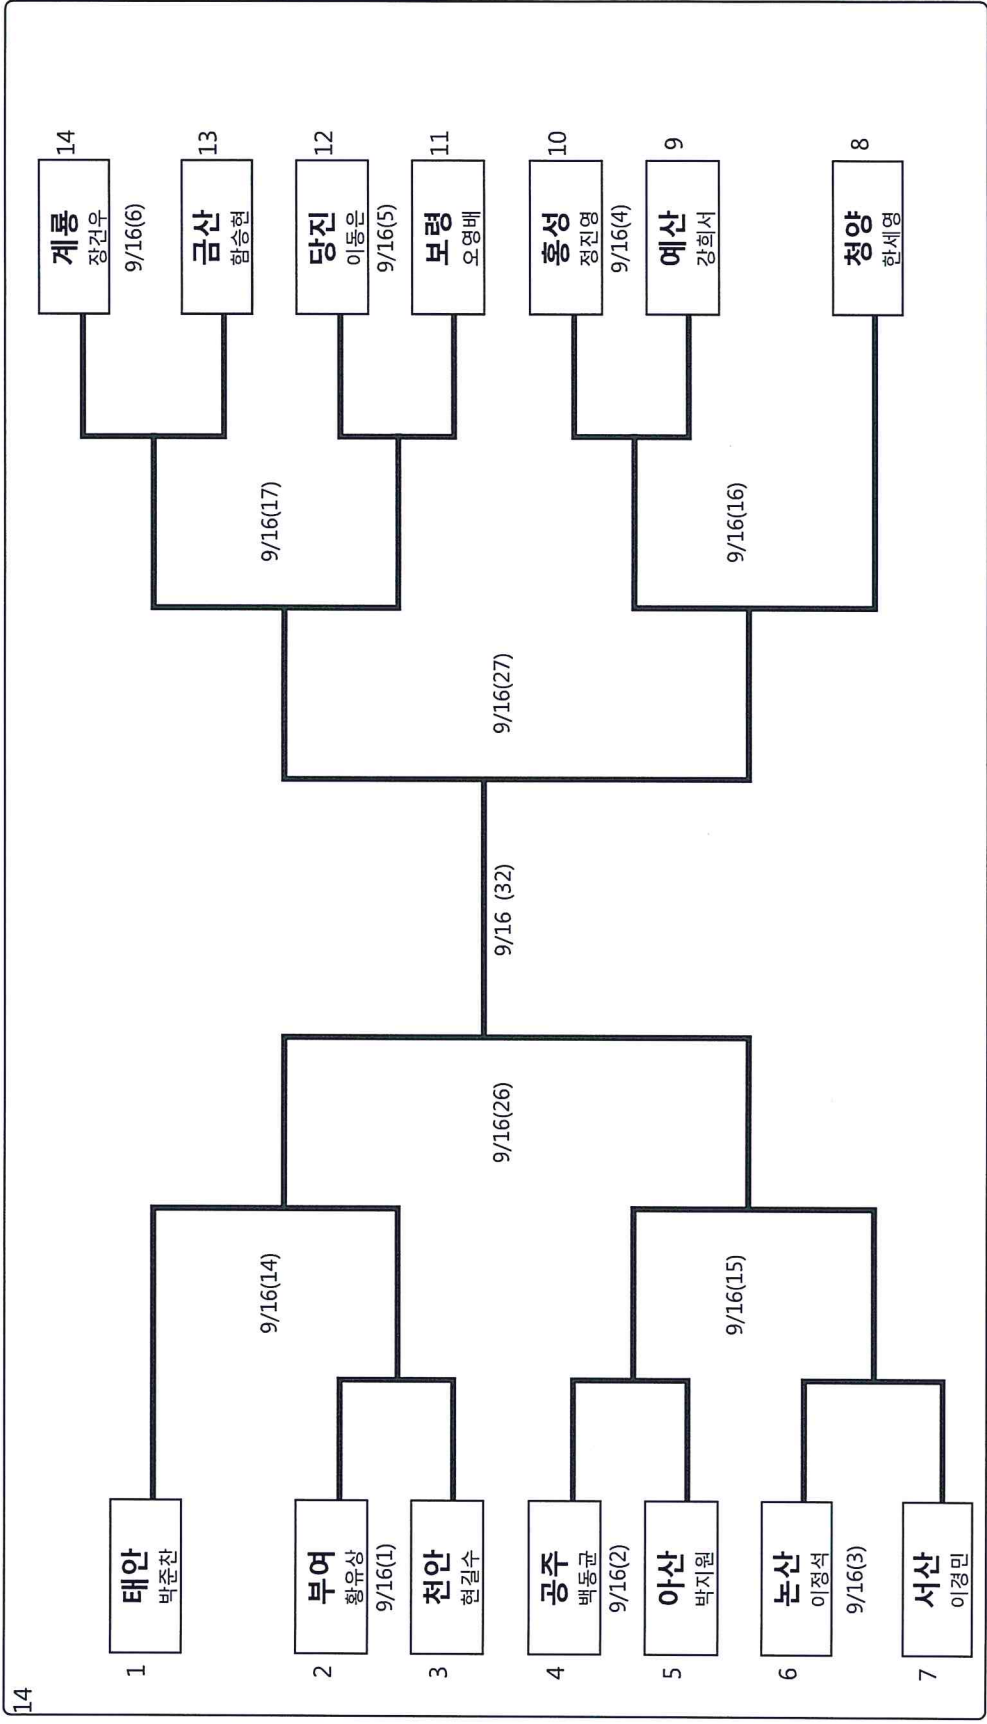 14
1
태안
박준찬
9/16(14)
2
부여
황유상
9/16(1)
3
천안
현길수
9/16(26)
4
공주
백동균
9/16(2)
5
아산
박지원
9/16(15)
6
논산
이정석
9/16(3)
7
서산
이경민
9/16 (32)
계룡
장건우
14
9/16(6)
금산
함승현
13
9/16(17)
당진
이동은
12
9/16(5)
보령
오영배
11
9/16(27)
홍성
정진영
10
9/16(4)
예산
강희서
9
9/16(16)
청양
한세영
8